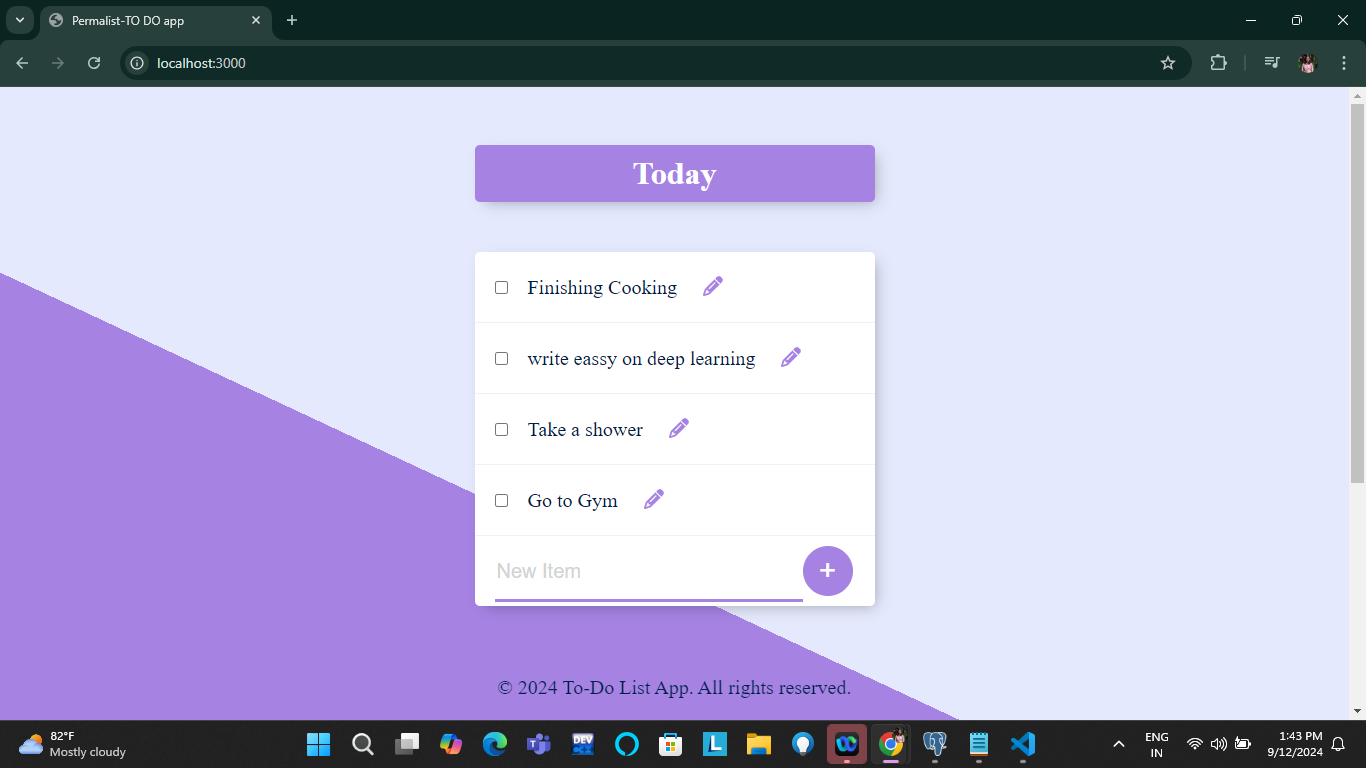 Permalist-TO DO app
localhost:3000
Today
Finishing Cooking
write eassy on deep learning
Take a shower
Go to Gym
New Item
+
© 2024 To-Do List App. All rights reserved.
82°F
Mostly cloudy
DEV
C++
L
ENG
IN
1:43 PM
9/12/2024